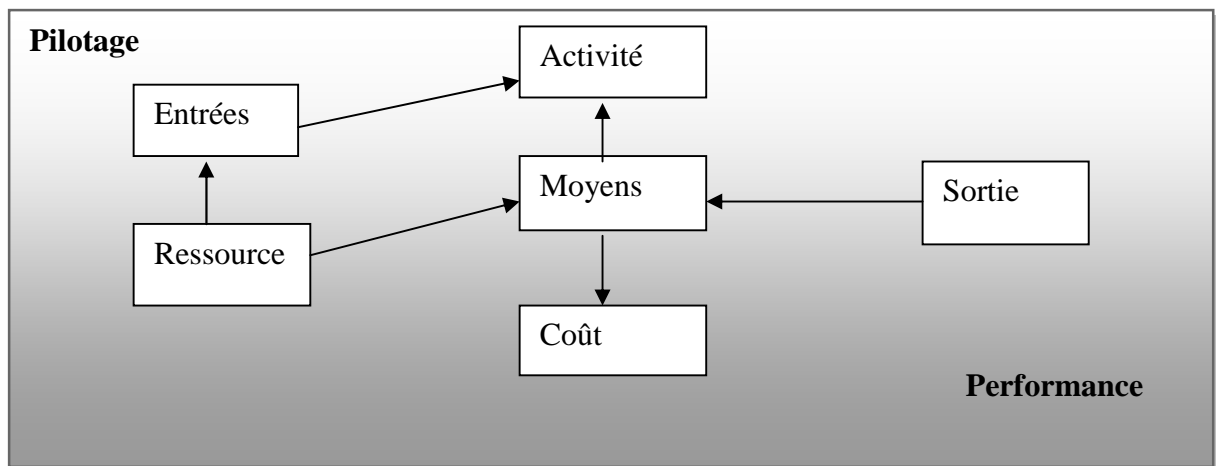 Pilotage
Activité
Entrées
Moyens
Sortie
Ressource
Coût
Performance